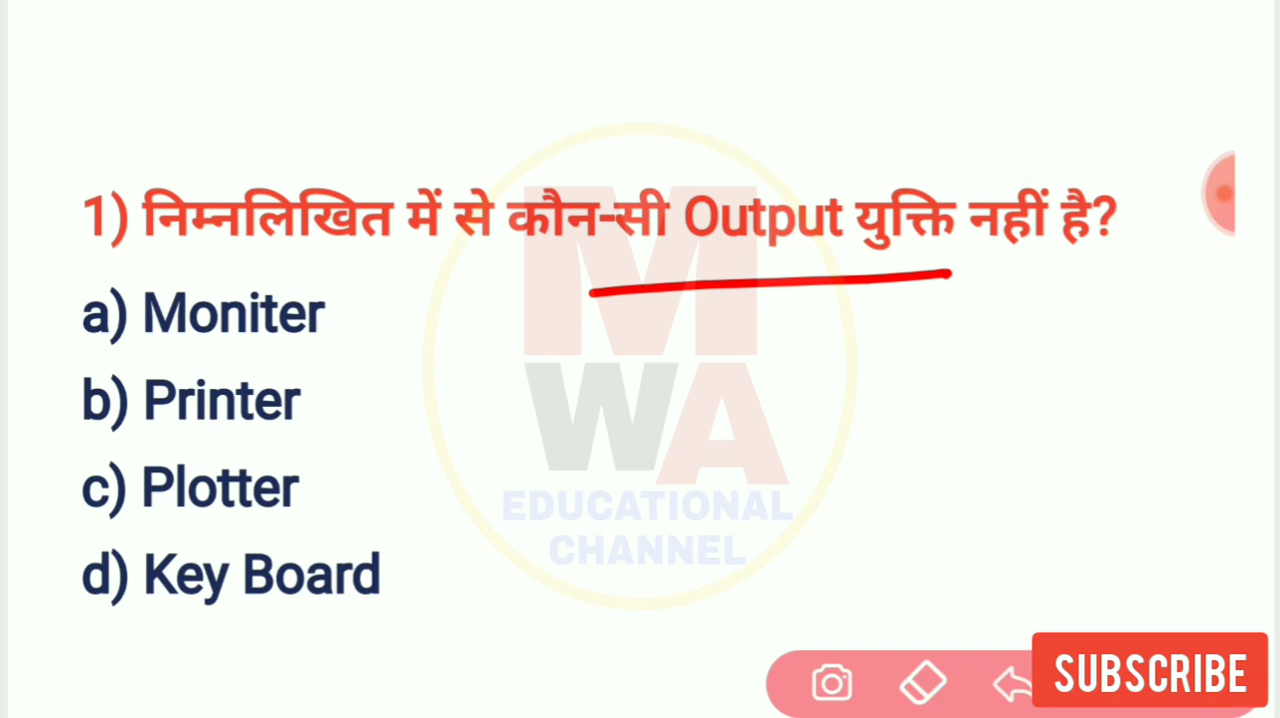 1) निम्नलिखित में से कौन-सी Output युक्ति नहीं है?
a) Moniter
b) Printer
c) Plotter
d) Key Board
MWA
EDUCATIONAL
CHANNEL
SUBSCRIBE